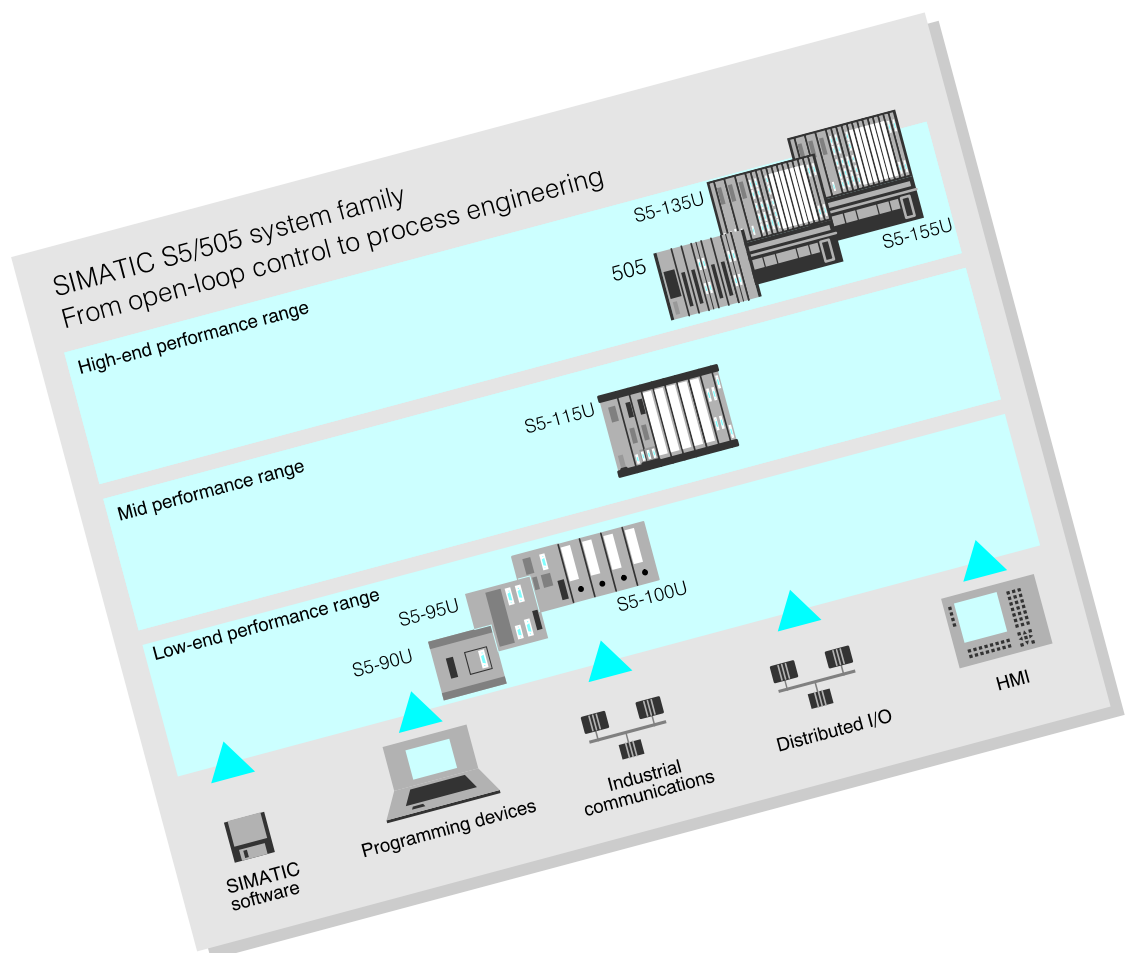 SIMATIC S5/505 system family
From open-loop control to process engineering
High-end performance range
S5-135U
S5-155U
505
Mid performance range
S5-115U
Low-end performance range
S5-95U
S5-100U
S5-90U
SIMATIC
software
Programming devices
Industrial
communications
Distributed I/O
HMI